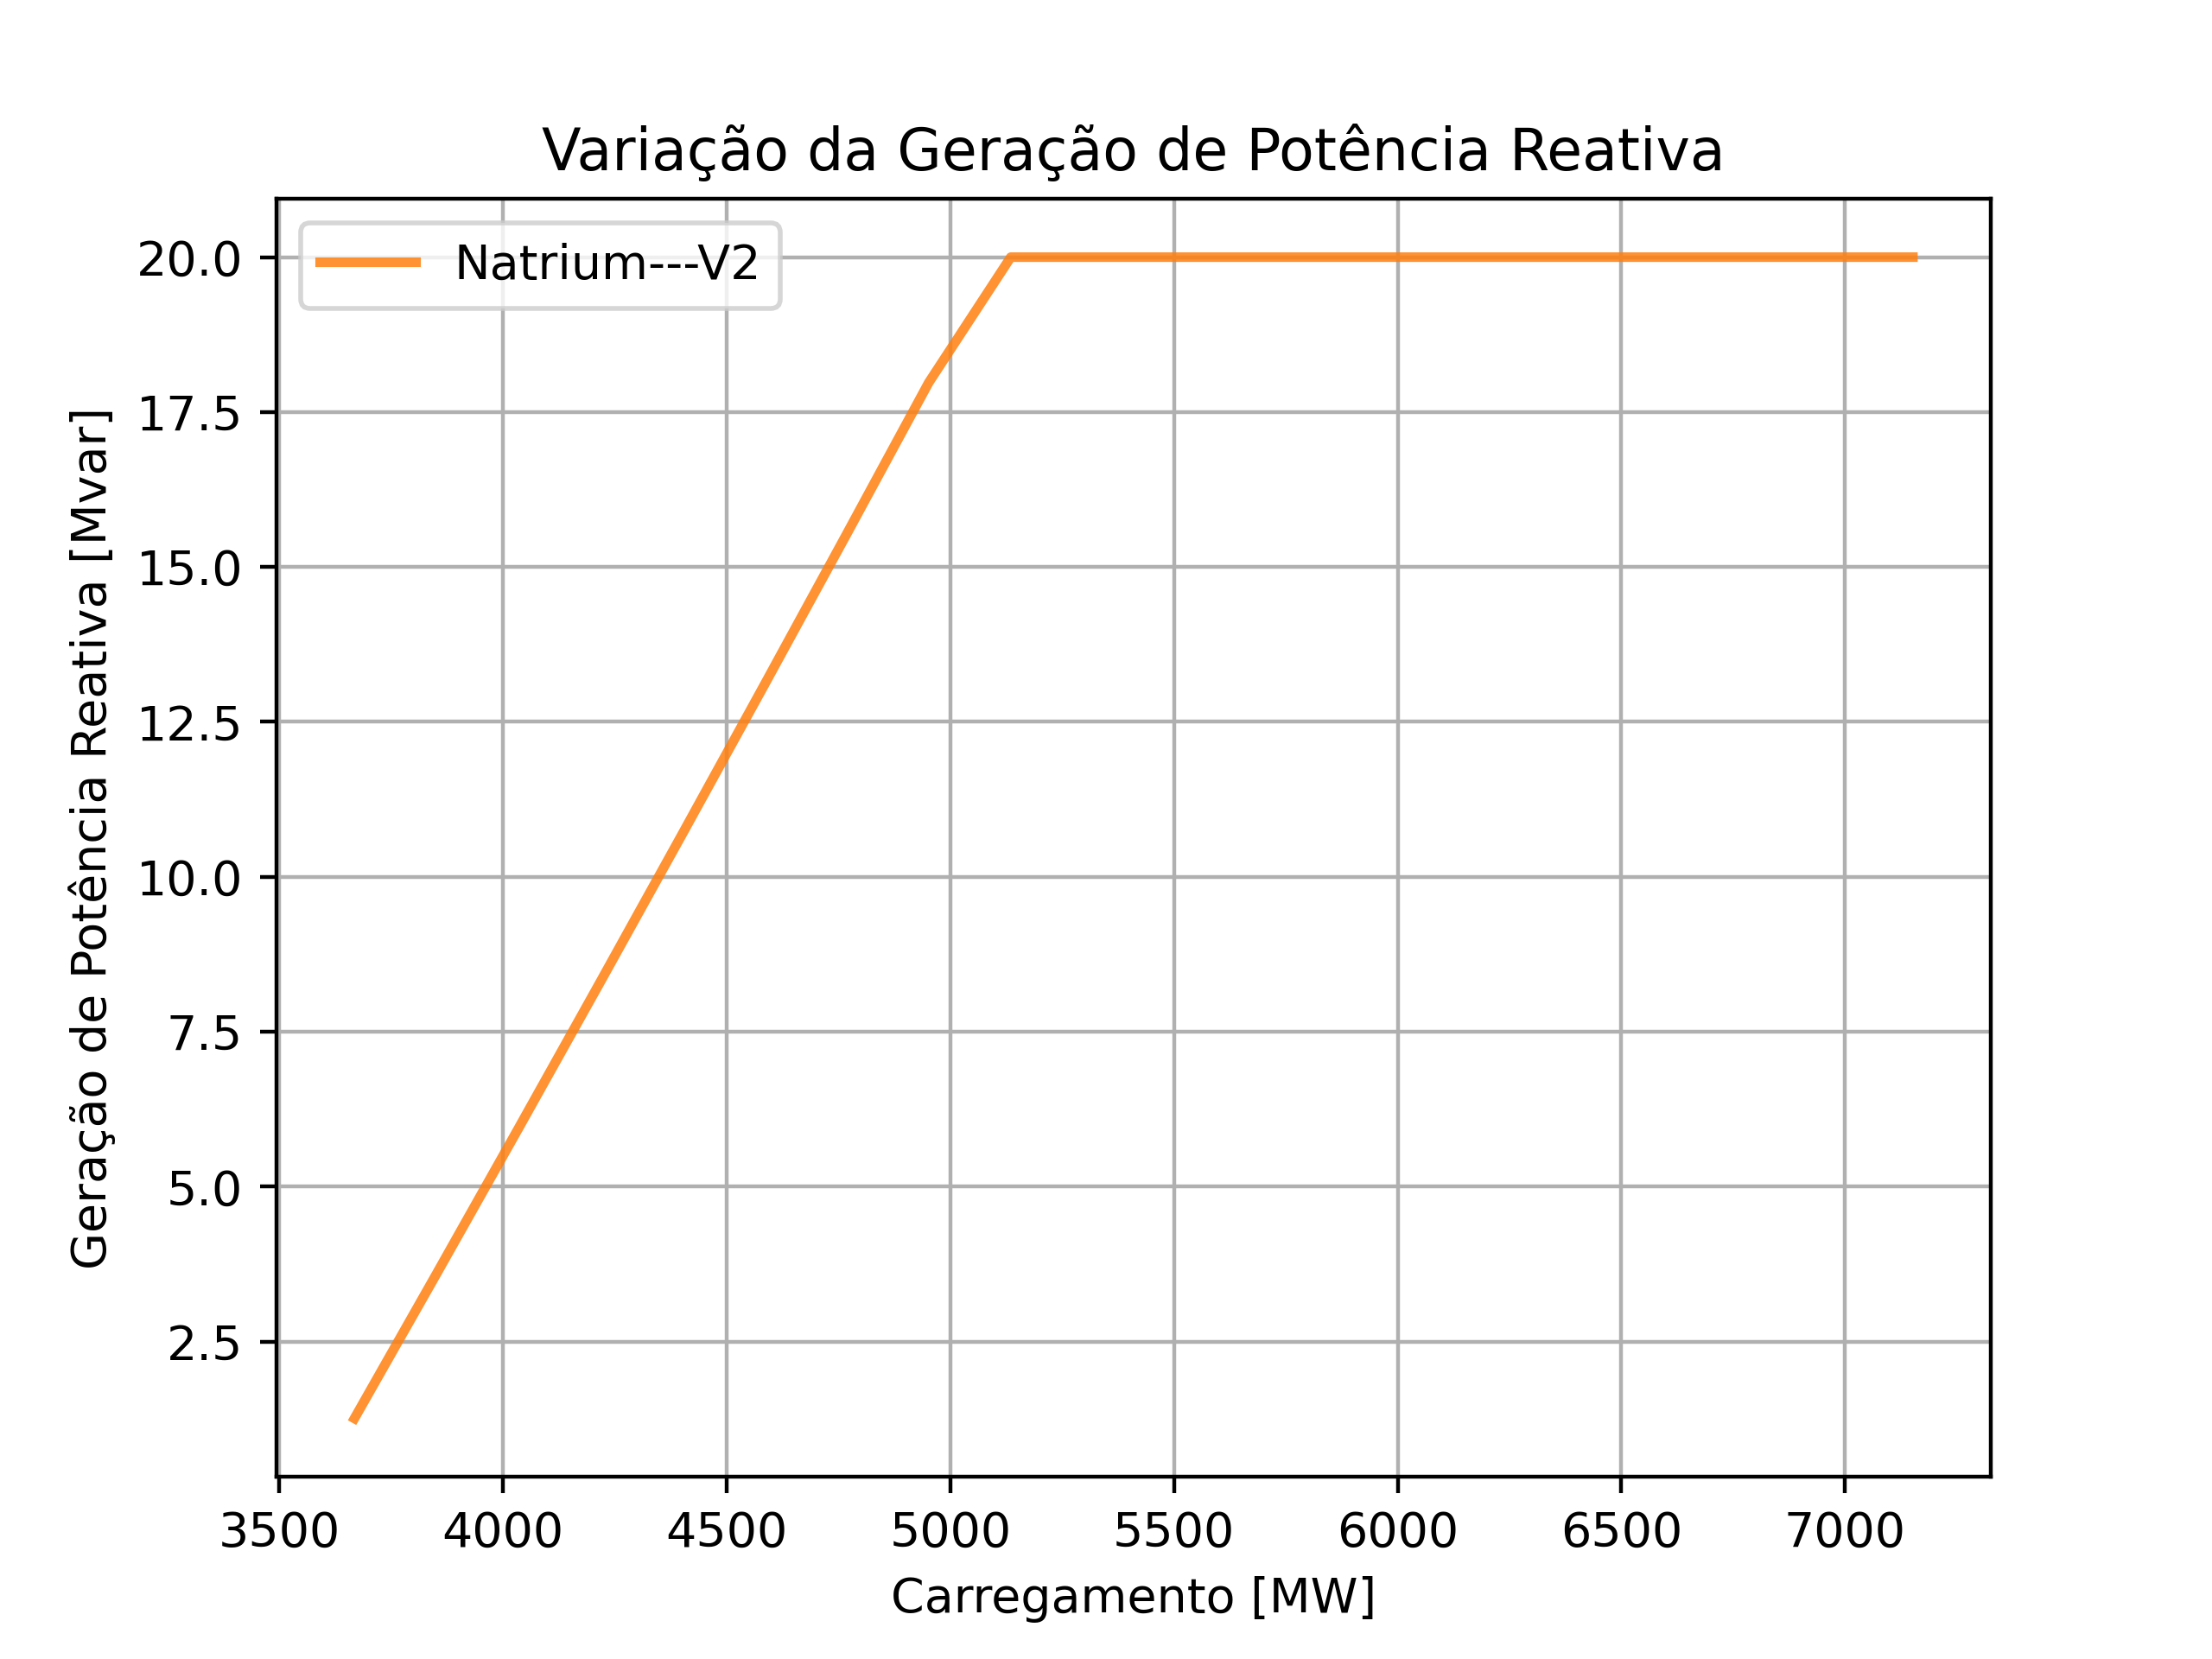 Variação da Geração de Potência Reativa
Natrium---V2
Geração de Potência Reativa [Mvar]
20.0
17.5
15.0
12.5
10.0
7.5
5.0
2.5
3500 4000 4500 5000 5500 6000 6500 7000
Carregamento [MW]